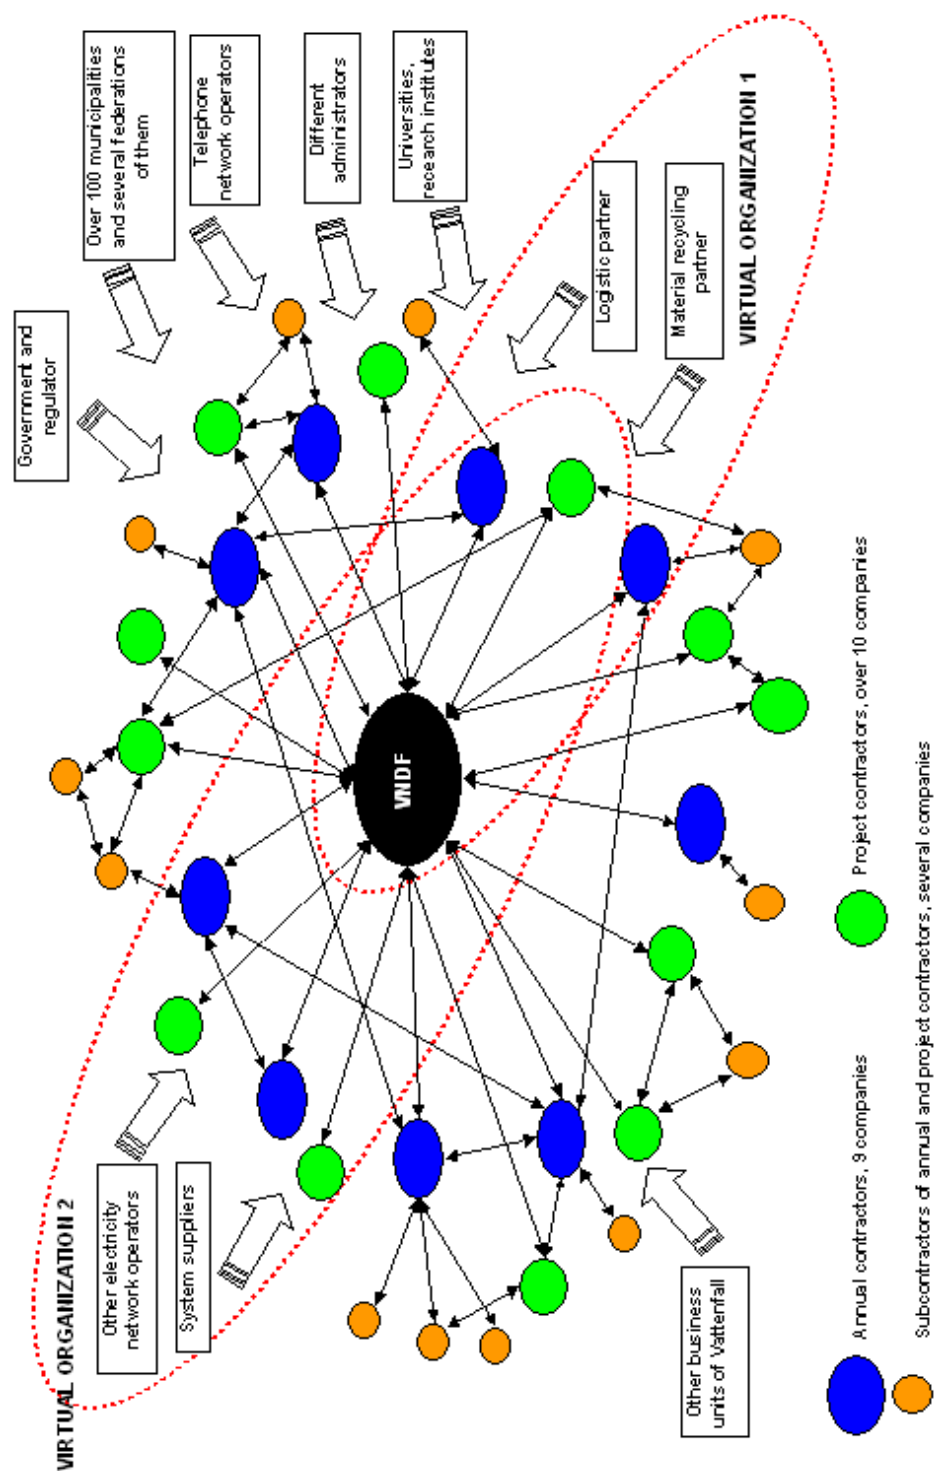 VIRTUAL ORGANIZATION 2
Other electricity
network operators
System suppliers
Government and
regulator
Over 100 municipalities
and several federations
of them
Telephone
network operators
Different
administrators
Universities,
recearch institutes
Logistic partner
Material recycling
partner
VIRTUAL ORGANIZATION 1
VNDF
Other business
units of Vattenfall
Annual contractors, 9 companies
Project contractors, over 10 companies
Subcontractors of annual and project contractors, several companies